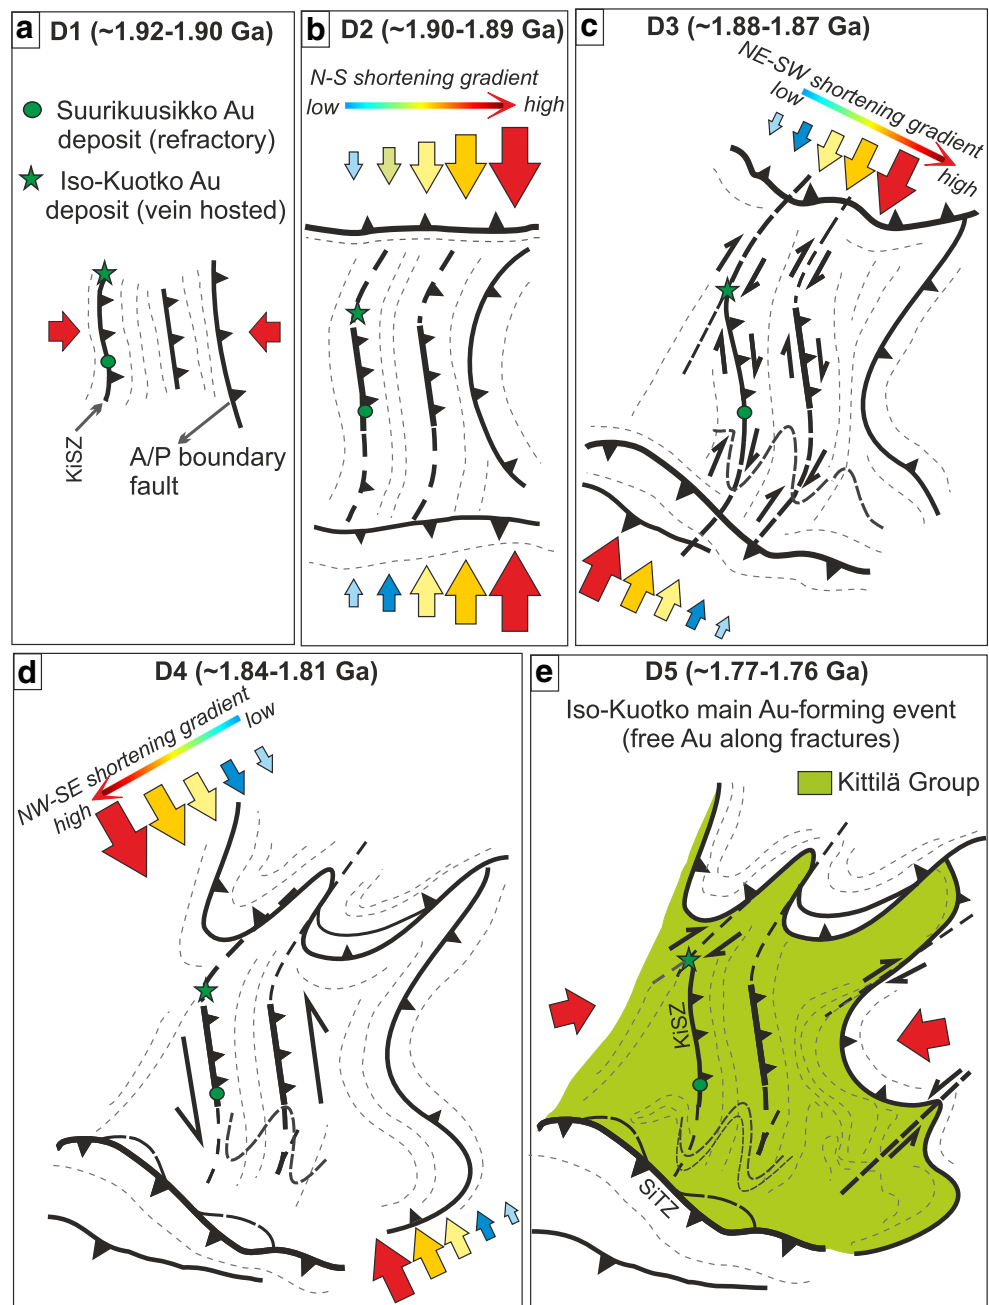 a
D1 (~1.92-1.90 Ga)
Suurikuusikko Au
deposit (refractory)
Iso-Kuotko Au
deposit (vein hosted)
KiSZ
A/P boundary
fault
b
D2 (~1.90-1.89 Ga)
N-S shortening gradient
low
high
c
D3 (~1.88-1.87 Ga)
NE-SW shortening gradient
low
high
d
D4 (~1.84-1.81 Ga)
NW-SE shortening gradient
low
high
e
D5 (~1.77-1.76 Ga)
Iso-Kuotko main Au-forming event
(free Au along fractures)
Kittilä Group
KiSZ
SiTZ